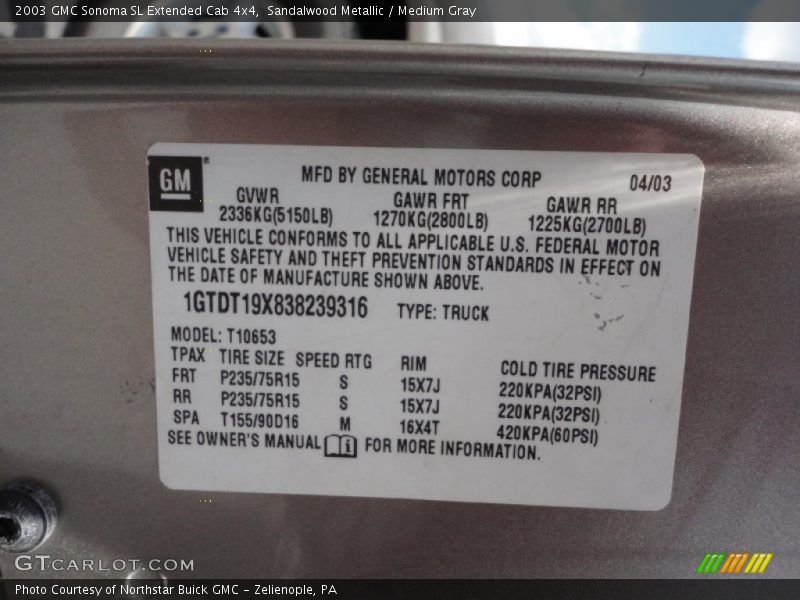 2003 GMC Sonoma SL Extended Cab 4x4, Sandalwood Metallic / Medium Gray
GM
MFD BY GENERAL MOTORS CORP 04/03
GVWR GAWR FRT GAWR RR
2336KG(5150LB) 1270KG(2800LB) 1225KG(2700LB)
THIS VEHICLE CONFORMS TO ALL APPLICABLE U.S. FEDERAL MOTOR
VEHICLE SAFETY AND THEFT PREVENTION STANDARDS IN EFFECT ON
THE DATE OF MANUFACTURE SHOWN ABOVE.
1GTDT19X838239316 TYPE: TRUCK
MODEL: T10653
TPAX TIRE SIZE SPEED RTG RIM COLD TIRE PRESSURE
FRT P235/75R15 S 15X7J 220KPA(32PSI)
RR P235/75R15 S 15X7J 220KPA(32PSI)
SPA T155/90D16 M 16X4T 420KPA(60PSI)
SEE OWNER'S MANUAL FOR MORE INFORMATION.
GTCARLOT.COM
Photo Courtesy of Northstar Buick GMC - Zelienople, PA